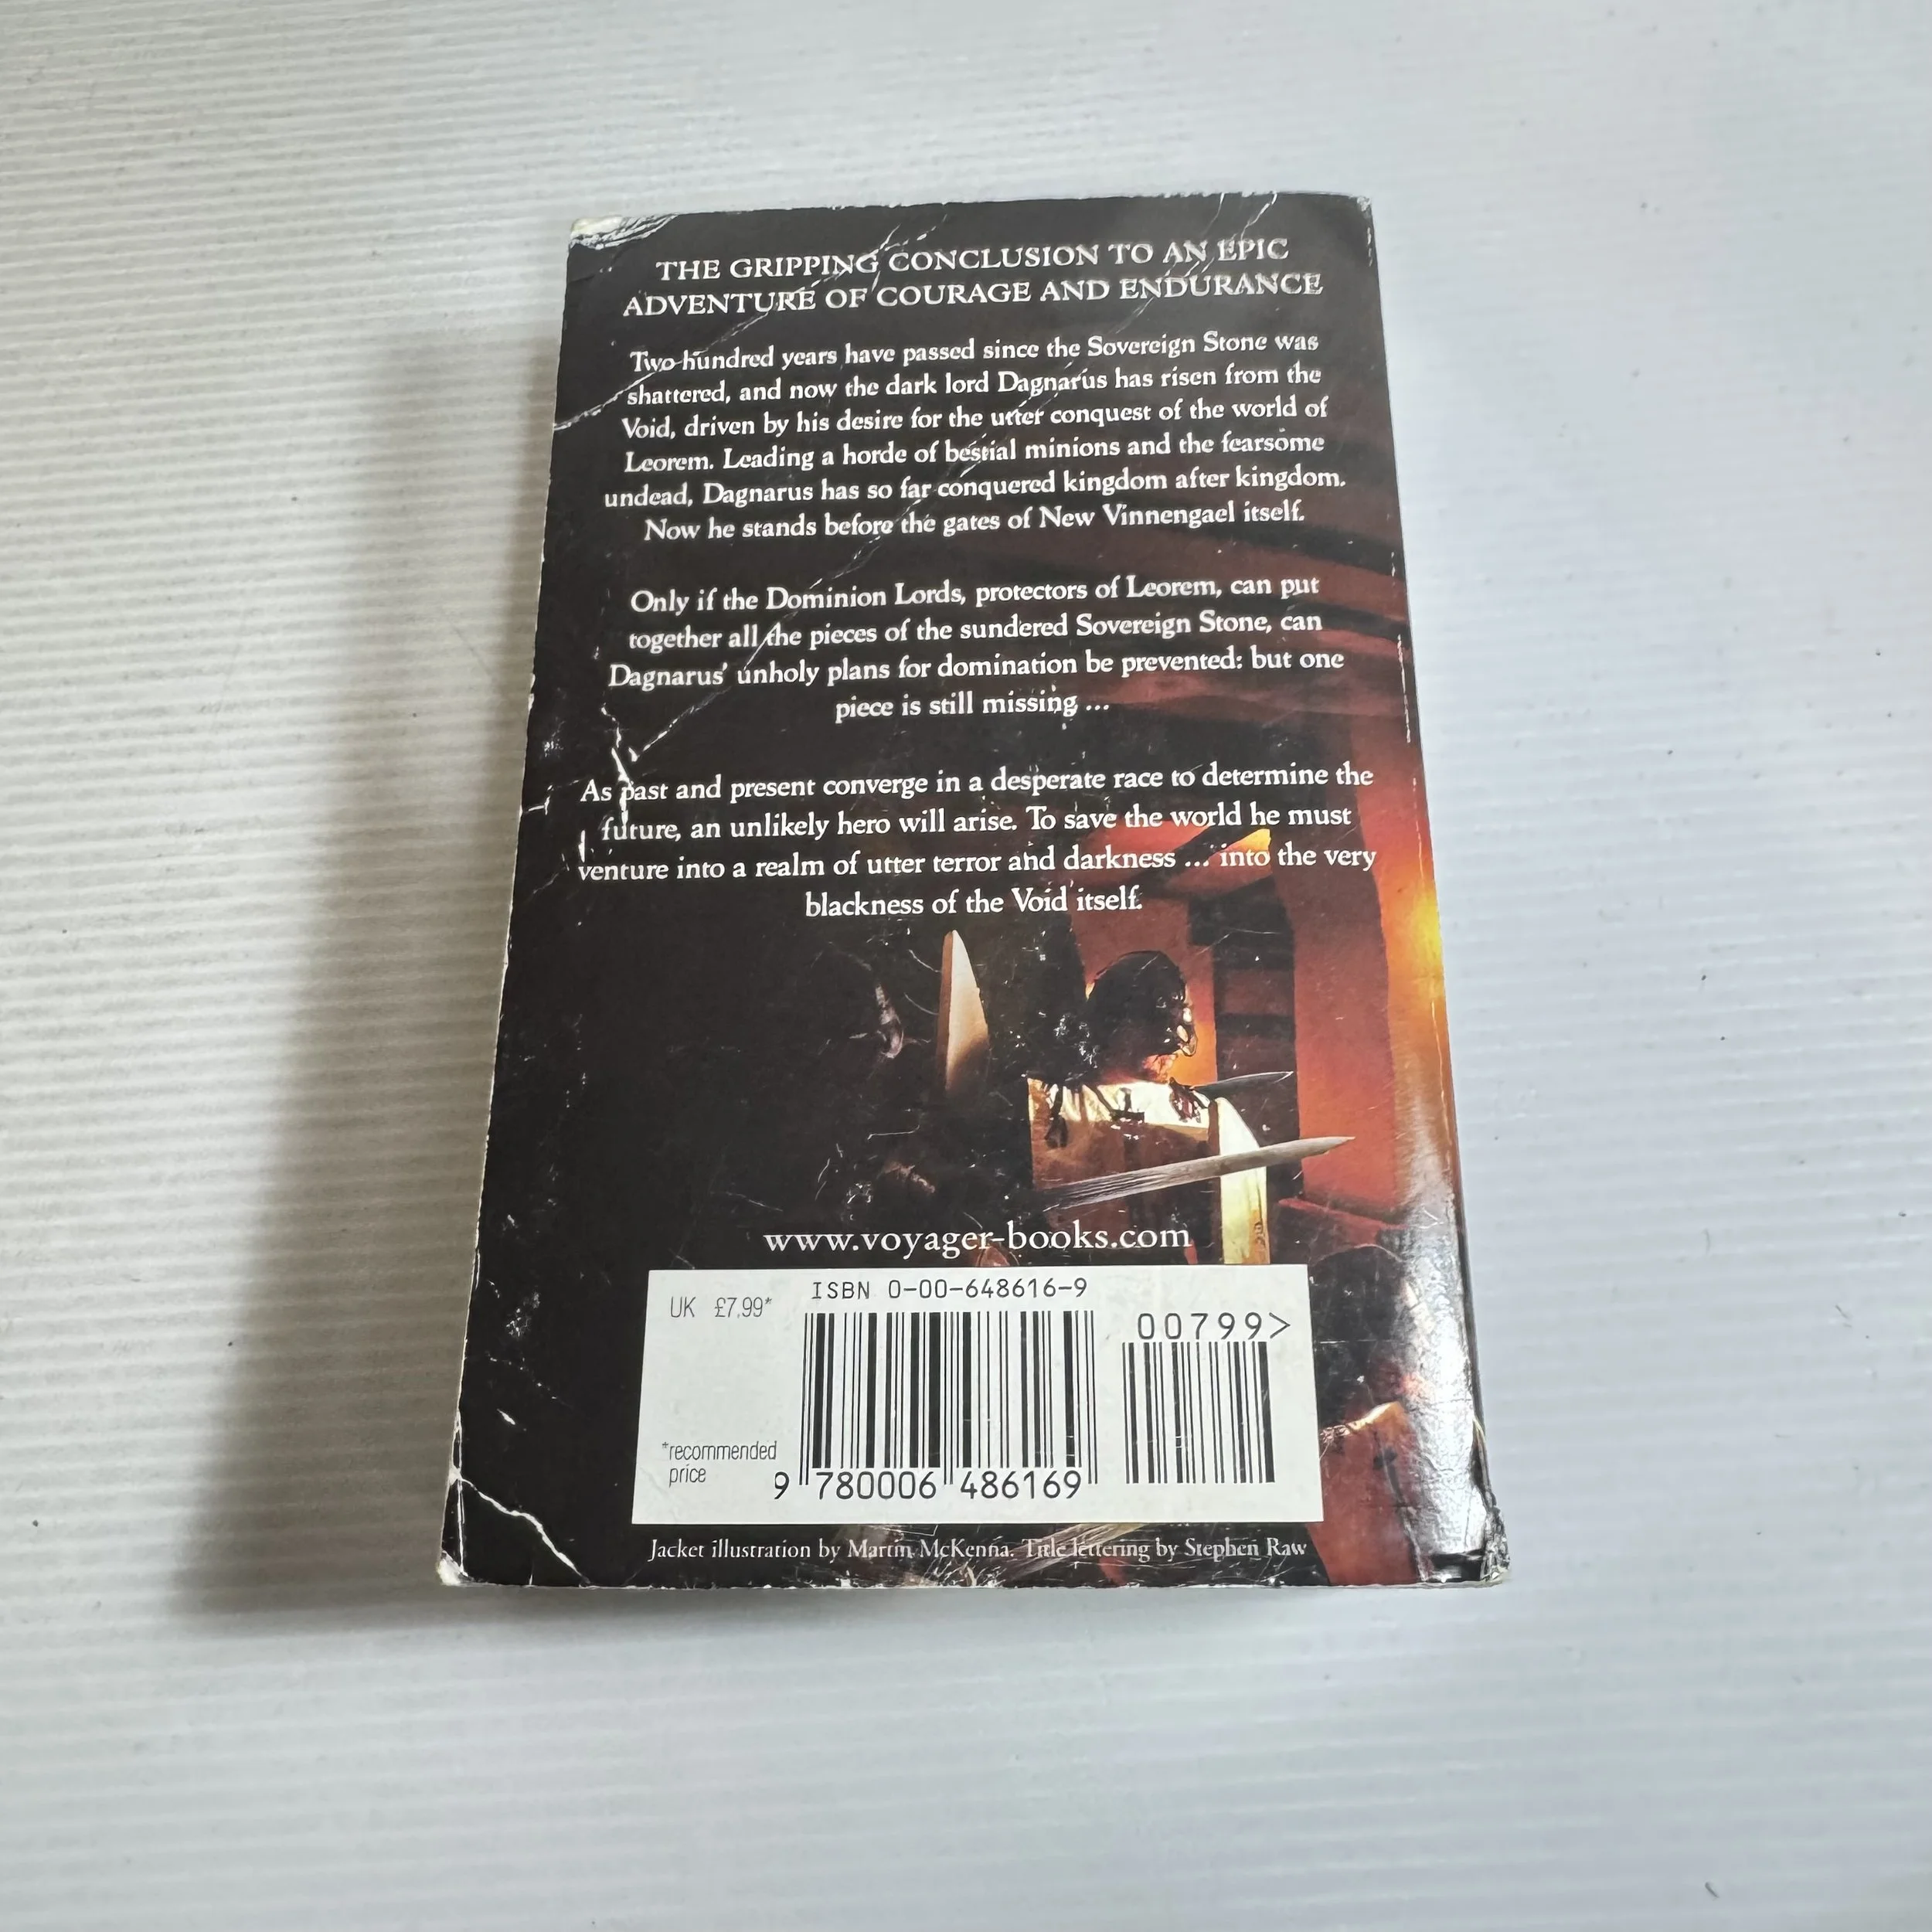 THE GRIPPING CONCLUSION TO AN EPIC
ADVENTURE OF COURAGE AND ENDURANCE
Two hundred years have passed since the Sovereign Stone was
shattered, and now the dark lord Dagnarus has risen from the
Void, driven by his desire for the utter conquest of the world of
Leorem. Leading a horde of bestial minions and the fearsome
undead, Dagnarus has so far conquered kingdom after kingdom.
Now he stands before the gates of New Vinnengael itself.
Only if the Dominion Lords, protectors of Leorem, can put
together all the pieces of the sundered Sovereign Stone, can
Dagnarus' unholy plans for domination be prevented: but one
piece is still missing ...
As past and present converge in a desperate race to determine the
future, an unlikely hero will arise. To save the world he must
venture into a realm of utter terror and darkness ... into the very
blackness of the Void itself.
www.voyager-books.com
ISBN 0-00-648616-9
UK £7.99*
00799>
*recommended
price
9 780006 486169
Jacket illustration by Martin McKenna. Title lettering by Stephen Raw